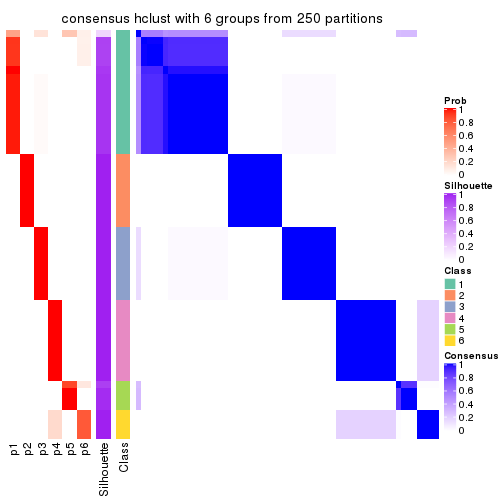 consensus hclust with 6 groups from 250 partitions
Prob
1
0.8
0.6
0.4
0.2
0
Silhouette
1
0.8
0.6
0.4
0.2
0
Class
1
2
3
4
5
6
Consensus
1
0.8
0.6
0.4
0.2
0
p1
p2
p3
p4
p5
p6
Silhouette
Class